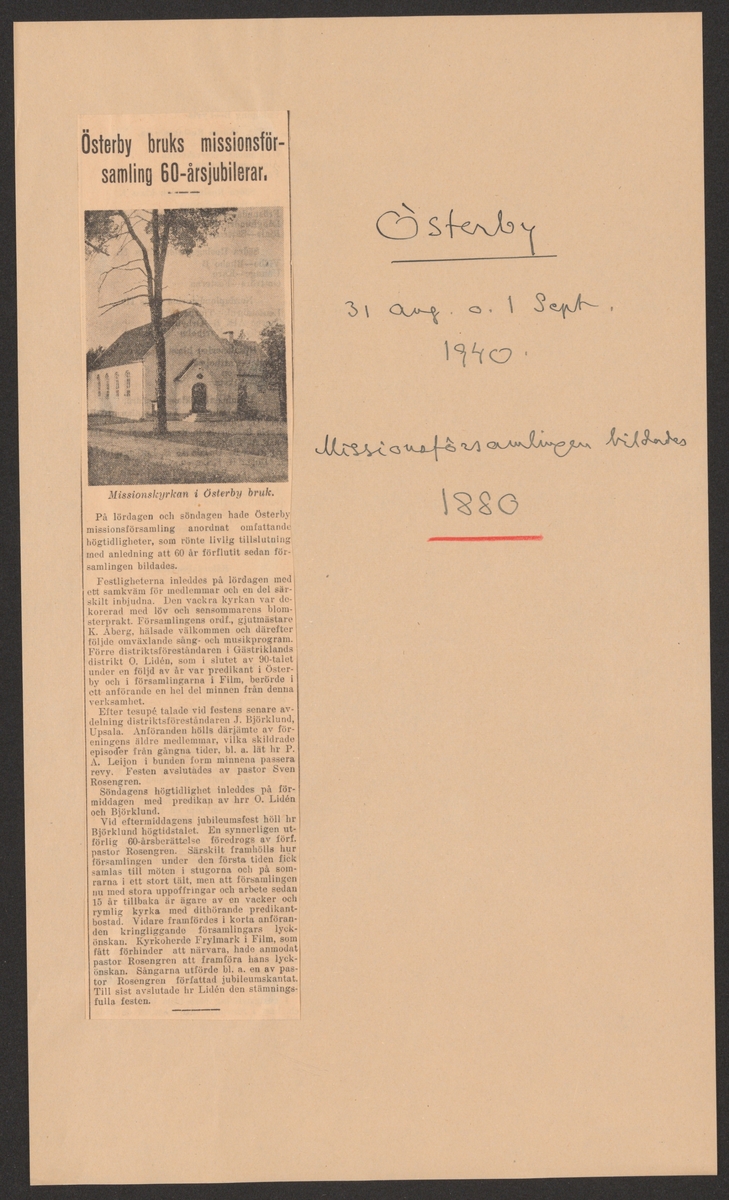 Österby bruks missionsför-
samling 60-årsjubilerar.
Missionskyrkan i Österby bruk.
På lördagen och söndagen hade Österby
missionsförsamling anordnat omfattande
högtidligheter, som rönte livlig tillslutning
med anledning att 60 år förflutit sedan för-
samlingen bildades.
Festligheterna inleddes på lördagen med
ett samkväm för medlemmar och en del sär-
skilt inbjudna. Den vackra kyrkan var de-
korerad med löv och sensommarens blom-
sterprakt. Församlingens ordf., gjutmästare
K. Åberg, hälsade välkommen och därefter
följde omväxlande sång- och musikprogram.
Förre distriktsföreståndaren i Gästriklands
distrikt O. Lidén, som i slutet av 90-talet
under en följd av år var predikant i Öster-
by och i församlingarna i Film, berörde i
ett anförande en hel del minnen från denna
verksamhet.
Efter tesupé talade vid festens senare av-
delning distriktsföreståndaren J. Björklund,
Upsala. Anföranden hölls därjämte av för-
eningens äldre medlemmar, vilka skildrade
episoder från gångna tider, bl. a. lät hr P.
A. Leijon i bunden form minnena passera
revy. Festen avslutades av pastor Sven
Rosengren.
Söndagens högtidlighet inleddes på för-
middagen med predikan av hrr O. Lidén
och Björklund.
Vid eftermiddagens jubileumsfest höll hr
Björklund högtidstalet. En synnerligen ut-
förlig 60-årsberättelse föredrogs av förf.
pastor Rosengren. Särskilt framhölls hur
församlingen under den första tiden fick
samlas till möten i stugorna och på som-
rarna i ett stort tält, men att församlingen
nu med stora uppoffringar och arbete sedan
15 år tillbaka är ägare av en vacker och
rymlig kyrka med dithörande predikant-
bostad. Vidare framfördes i korta anföran-
den kringliggande församlingars lyck-
önskan. Kyrkoherde Frylmark i Film, som
fått förhinder att närvara, hade anmodat
pastor Rosengren att framföra hans lyck-
önskan. Sångarna utförde bl. a. en av pas-
tor Rosengren författad jubileumskantat.
Till sist avslutade hr Lidén den stämnings-
fulla festen.
Österby
31 aug. o. 1 Sept.
1940.
Missionsförsamlingen bildades
1880